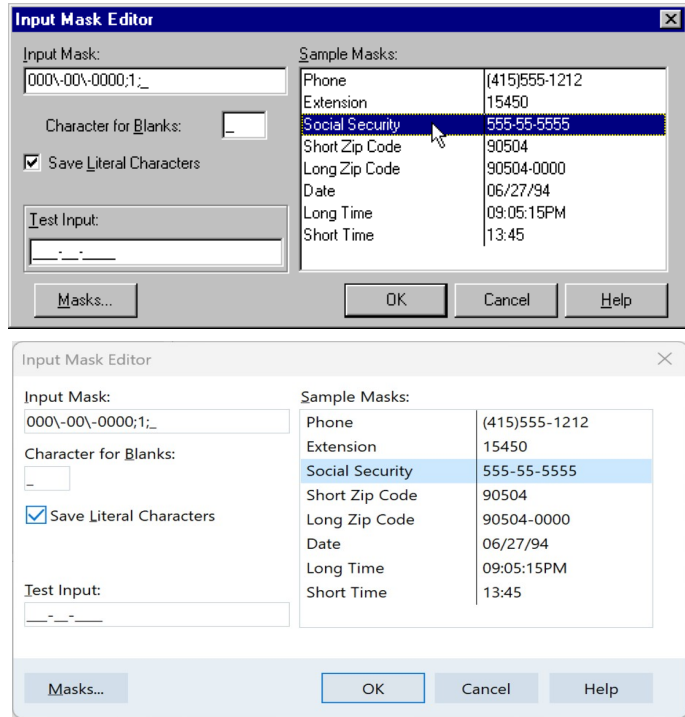 Input Mask Editor
Input Mask:
000\-00\-0000;1;_
Character for Blanks:
_
Save Literal Characters
Test Input:
___-__-____
Sample Masks:
Phone (415)555-1212
Extension 15450
Social Security 555-55-5555
Short Zip Code 90504
Long Zip Code 90504-0000
Date 06/27/94
Long Time 09:05:15PM
Short Time 13:45
Masks...
OK
Cancel
Help
Input Mask Editor
Input Mask:
000\-00\-0000;1;_
Character for Blanks:
_
Save Literal Characters
Test Input:
___-__-____
Sample Masks:
Phone (415)555-1212
Extension 15450
Social Security 555-55-5555
Short Zip Code 90504
Long Zip Code 90504-0000
Date 06/27/94
Long Time 09:05:15PM
Short Time 13:45
Masks...
OK
Cancel
Help